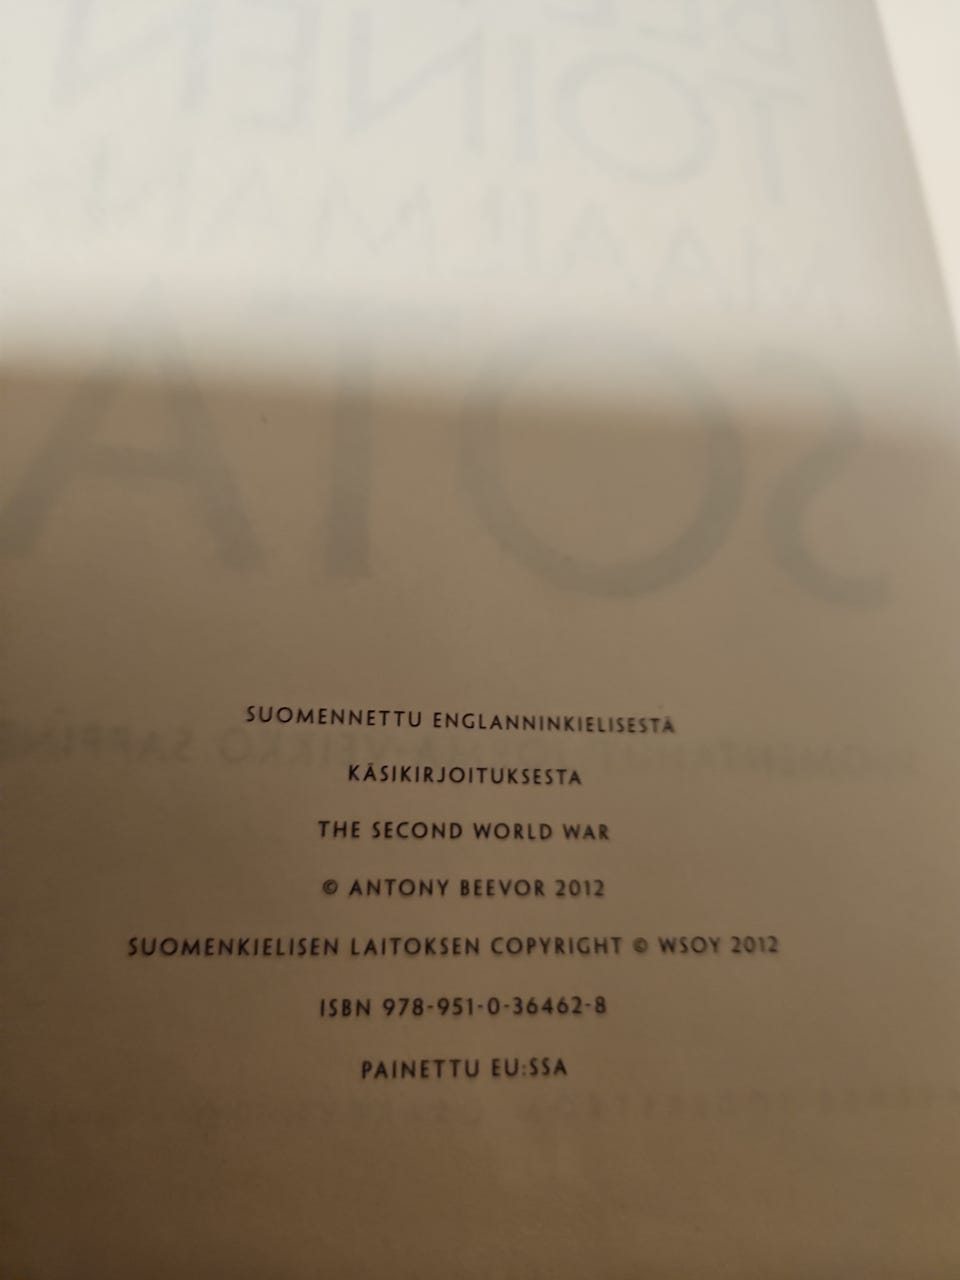 SUOMENNETTU ENGLANNINKIELISESTÄ
KÄSIKIRJOITUKSESTA
THE SECOND WORLD WAR
© ANTONY BEEVOR 2012
SUOMENKIELISEN LAITOKSEN COPYRIGHT © WSOY 2012
ISBN 978-951-0-36462-8
PAINETTU EU:SSA